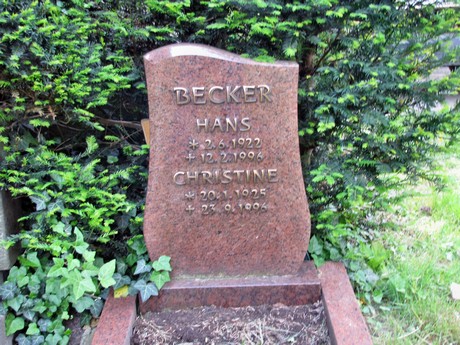 BECKER
HANS
* 2.6.1922
+ 12.2.1996
CHRISTINE
* 20.1.1925
+ 23.9.1996